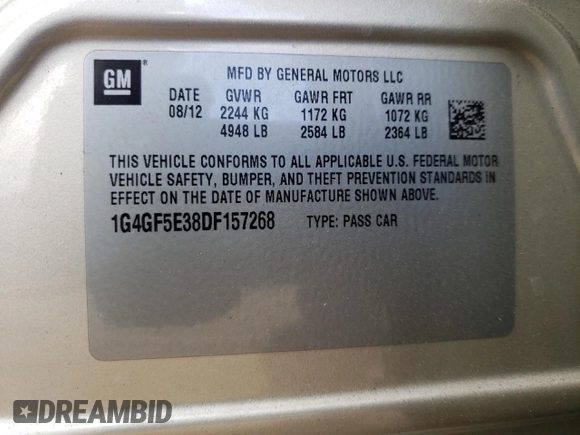 GM
MFD BY GENERAL MOTORS LLC
DATE GVWR GAWR FRT GAWR RR
08/12 2244 KG 1172 KG 1072 KG
4948 LB 2584 LB 2364 LB
THIS VEHICLE CONFORMS TO ALL APPLICABLE U.S. FEDERAL MOTOR
VEHICLE SAFETY, BUMPER, AND THEFT PREVENTION STANDARDS IN
EFFECT ON THE DATE OF MANUFACTURE SHOWN ABOVE.
1G4GF5E38DF157268 TYPE: PASS CAR
DREAMBID